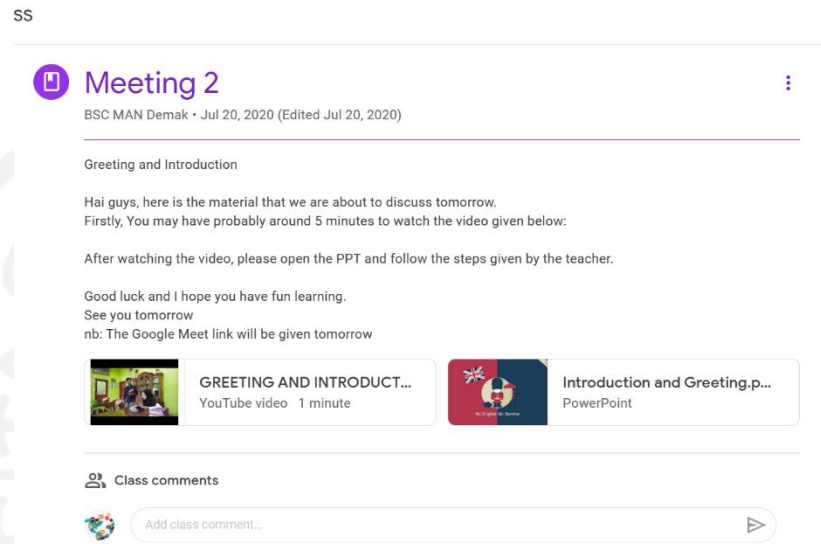 SS
Meeting 2
BSC MAN Demak • Jul 20, 2020 (Edited Jul 20, 2020)
Greeting and Introduction
Hai guys, here is the material that we are about to discuss tomorrow.
Firstly, You may have probably around 5 minutes to watch the video given below:
After watching the video, please open the PPT and follow the steps given by the teacher.
Good luck and I hope you have fun learning.
See you tomorrow
nb: The Google Meet link will be given tomorrow
GREETING AND INTRODUCT...
YouTube video 1 minute
No English No Service
Introduction and Greeting.p...
PowerPoint
Class comments
Add class comment...